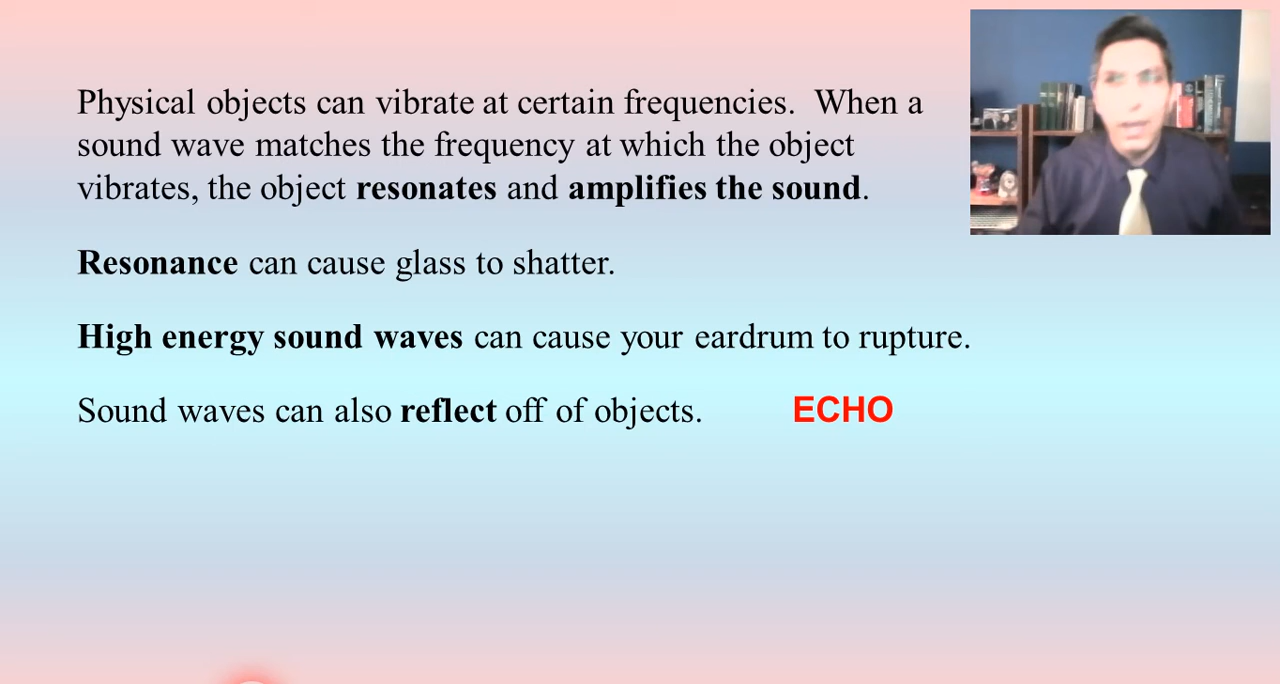 Physical objects can vibrate at certain frequencies.  When a
sound wave matches the frequency at which the object
vibrates, the object resonates and amplifies the sound.
Resonance can cause glass to shatter.
High energy sound waves can cause your eardrum to rupture.
Sound waves can also reflect off of objects. ECHO